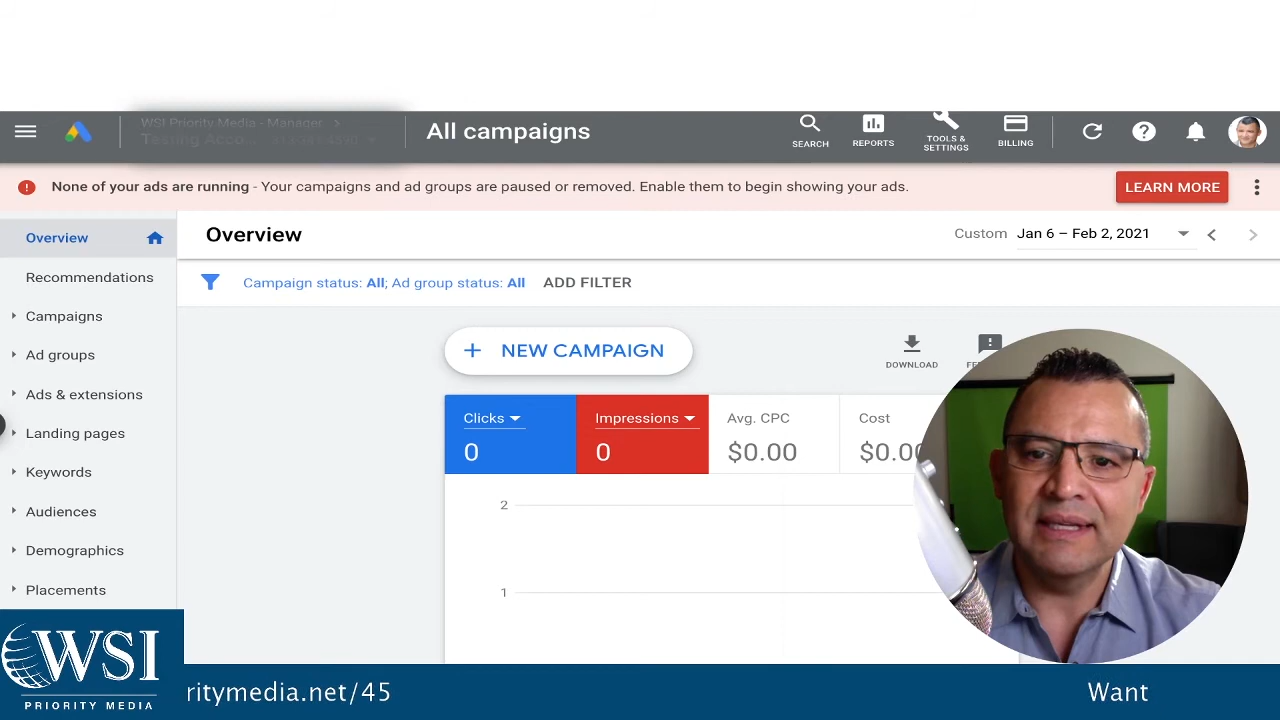 WSI Priority Media - Manager
Testing Acco...
All campaigns
SEARCH
REPORTS
TOOLS &
SETTINGS
BILLING
None of your ads are running - Your campaigns and ad groups are paused or removed. Enable them to begin showing your ads.
LEARN MORE
Overview
Overview
Custom Jan 6 – Feb 2, 2021
Recommendations
Campaign status: All; Ad group status: All
ADD FILTER
Campaigns
NEW CAMPAIGN
DOWNLOAD
Ad groups
Ads & extensions
Landing pages
Keywords
Audiences
Demographics
Placements
Clicks
0
Impressions
0
Avg. CPC
$0.00
Cost
$0.00
2
1
WSI
PRIORITY MEDIA
ritymedia.net/45
Want